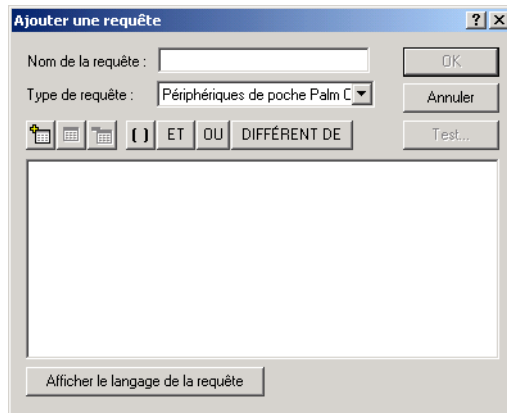 Ajouter une requête
Nom de la requête :
OK
Type de requête : Périphériques de poche Palm
Annuler
( ) ET OU DIFFÉRENT DE
Test...
Afficher le langage de la requête